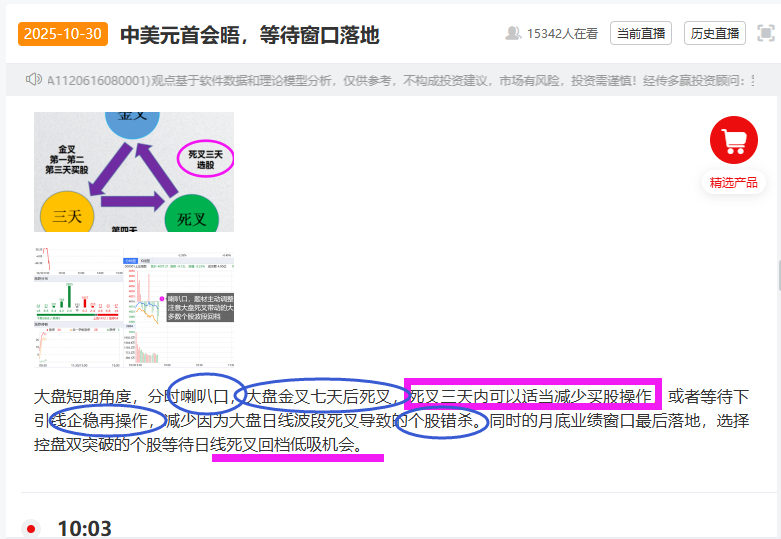 2025-10-30 中美元首会晤，等待窗口落地 15342人在看 当前直播 历史直播
A1120616080001)观点基于软件数据和理论模型分析，仅供参考，不构成投资建议，市场有风险，投资需谨慎！经传多赢投资顾问：
金叉
金叉
第一第二
第三天买股
死叉三天
选股
三天
死叉
第四天
精选产品
喇叭口，题材主动调整
注意大盘死叉带动的大
多数个股波段回档
大盘短期角度，分时喇叭口，大盘金叉七天后死叉，死叉三天内可以适当减少买股操作，或者等待下
引线企稳再操作，减少因为大盘日线波段死叉导致的个股错杀。同时的月底业绩窗口最后落地，选择
控盘双突破的个股等待日线死叉回档低吸机会。
10:03